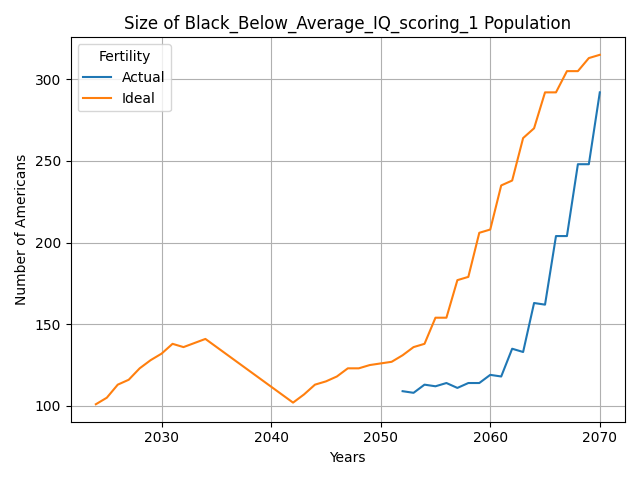 Size of Black_Below_Average_IQ_scoring_1 Population
Fertility
Actual
Ideal
Number of Americans
300
250
200
150
100
2030
2040
2050
2060
2070
Years